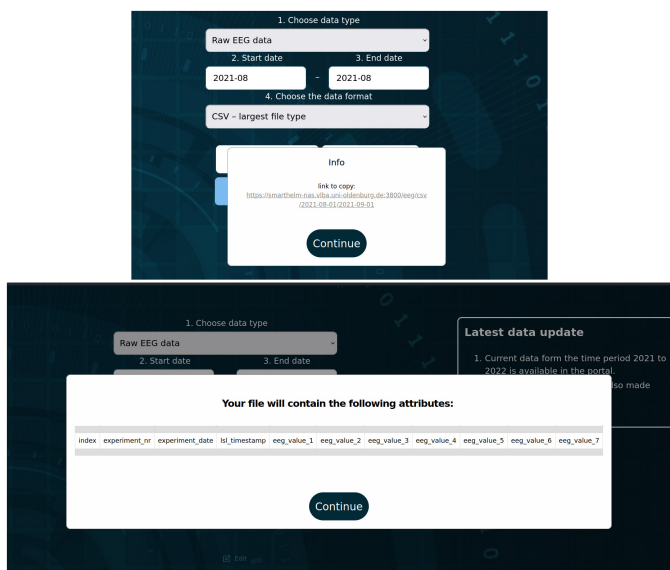 1. Choose data type
Raw EEG data
2. Start date 3. End date
2021-08 – 2021-08
4. Choose the data format
CSV – largest file type
Info
link to copy:
https://smarthelm-nas.vlba.uni-oldenburg.de:3800/eeg/csv
/2021-08-01/2021-09-01
Continue
1. Choose data type
Raw EEG data
2. Start date 3. End date
Latest data update
1. Current data form the time period 2021 to
2022 is available in the portal.
lso made
Your file will contain the following attributes:
index experiment_nr experiment_date lsl_timestamp eeg_value_1 eeg_value_2 eeg_value_3 eeg_value_4 eeg_value_5 eeg_value_6 eeg_value_7
Continue
Edit